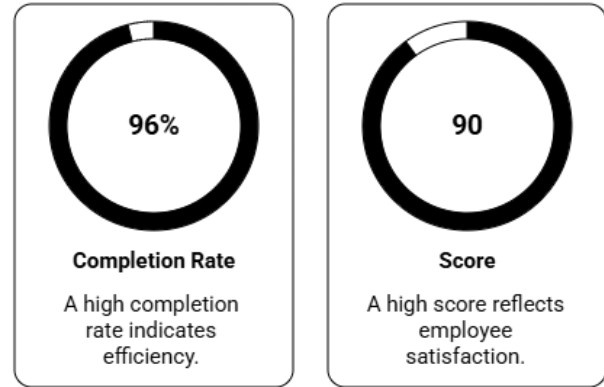 96%
Completion Rate
A high completion
rate indicates
efficiency.
90
Score
A high score reflects
employee
satisfaction.